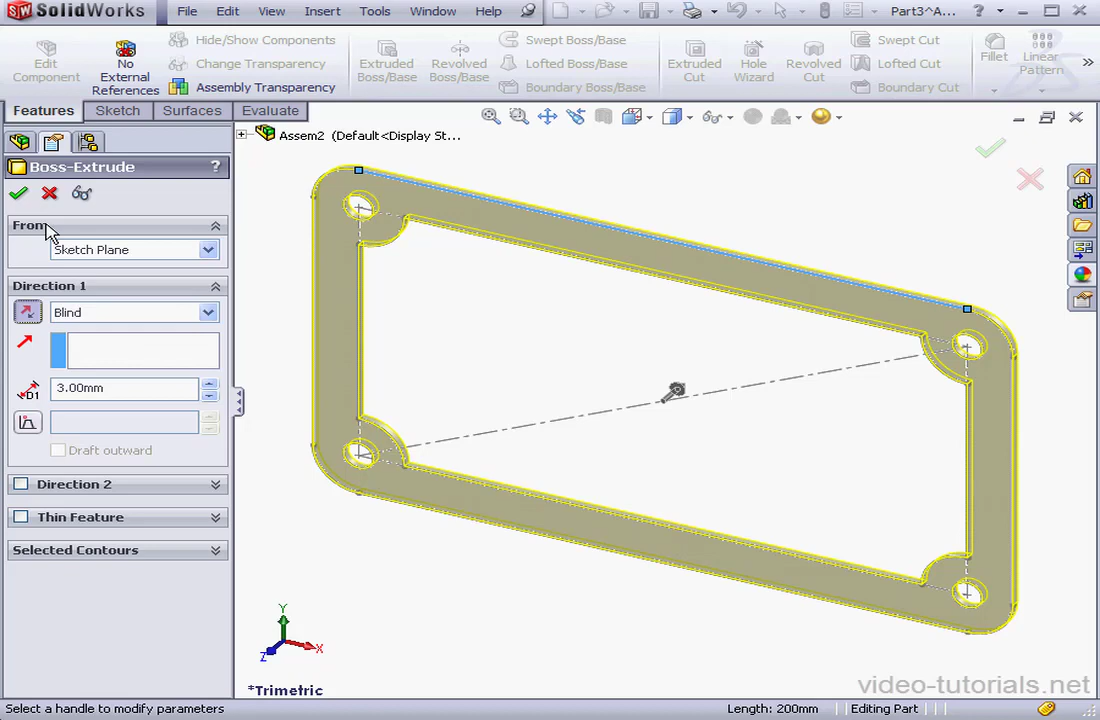 SolidWorks File Edit View Insert Tools Window Help Part3^A... ?
Edit Component
No External References
Hide/Show Components
Change Transparency
Assembly Transparency
Extruded Boss/Base
Revolved Boss/Base
Swept Boss/Base
Lofted Boss/Base
Boundary Boss/Base
Extruded Cut
Hole Wizard
Revolved Cut
Swept Cut
Lofted Cut
Boundary Cut
Fillet
Linear Pattern
Features Sketch Surfaces Evaluate
Assem2 (Default<Display St...
Boss-Extrude ?
From
Sketch Plane
Direction 1
Blind
D1 3.00mm
Draft outward
Direction 2
Thin Feature
Selected Contours
Y
X
Z
*Trimetric
video-tutorials.net
Select a handle to modify parameters Length: 200mm Editing Part